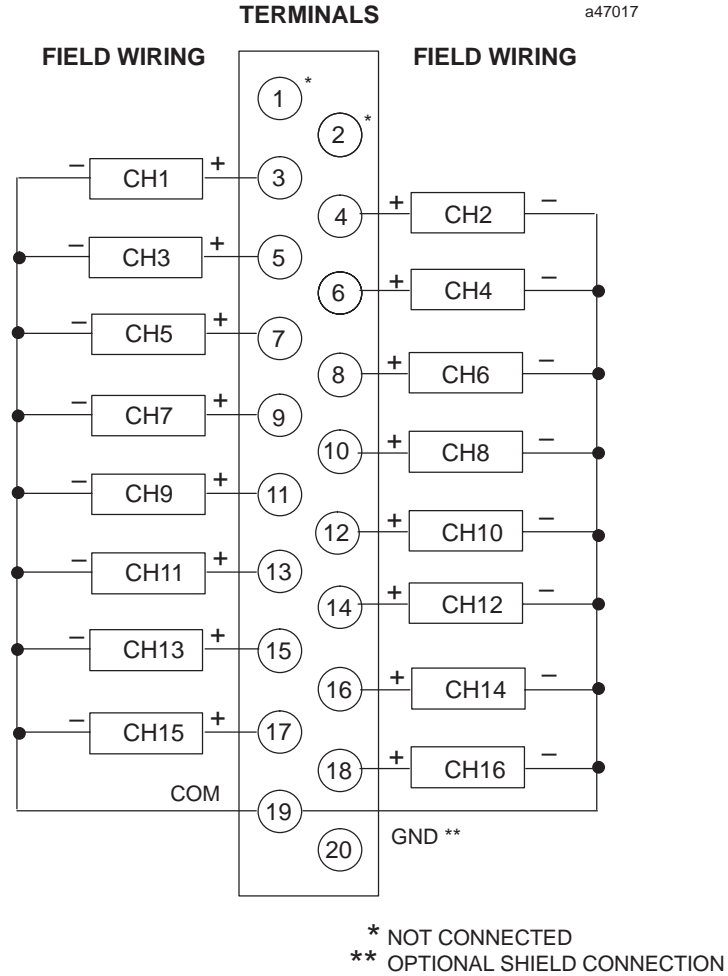 TERMINALS
a47017
FIELD WIRING
FIELD WIRING
1 *
2 *
– CH1 + 3
4 + CH2 –
– CH3 + 5
6 + CH4 –
– CH5 + 7
8 + CH6 –
– CH7 + 9
10 + CH8 –
– CH9 + 11
12 + CH10 –
– CH11 + 13
14 + CH12 –
– CH13 + 15
16 + CH14 –
– CH15 + 17
18 + CH16 –
COM 19
20 GND **
* NOT CONNECTED
** OPTIONAL SHIELD CONNECTION